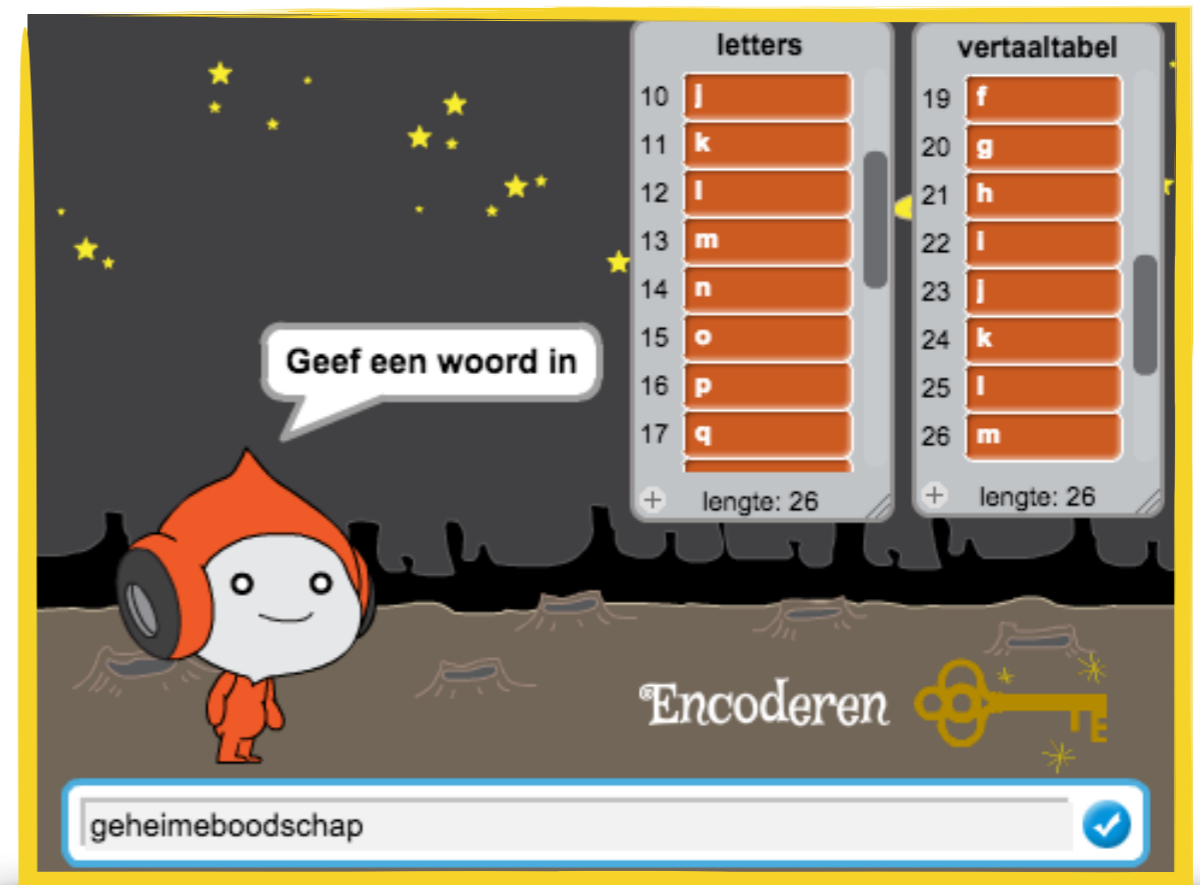 letters
10 j
11 k
12 l
13 m
14 n
15 o
16 p
17 q
+ lengte: 26
vertaaltabel
19 f
20 g
21 h
22 i
23 j
24 k
25 l
26 m
+ lengte: 26
Geef een woord in
Encoderen
geheimeboodschap